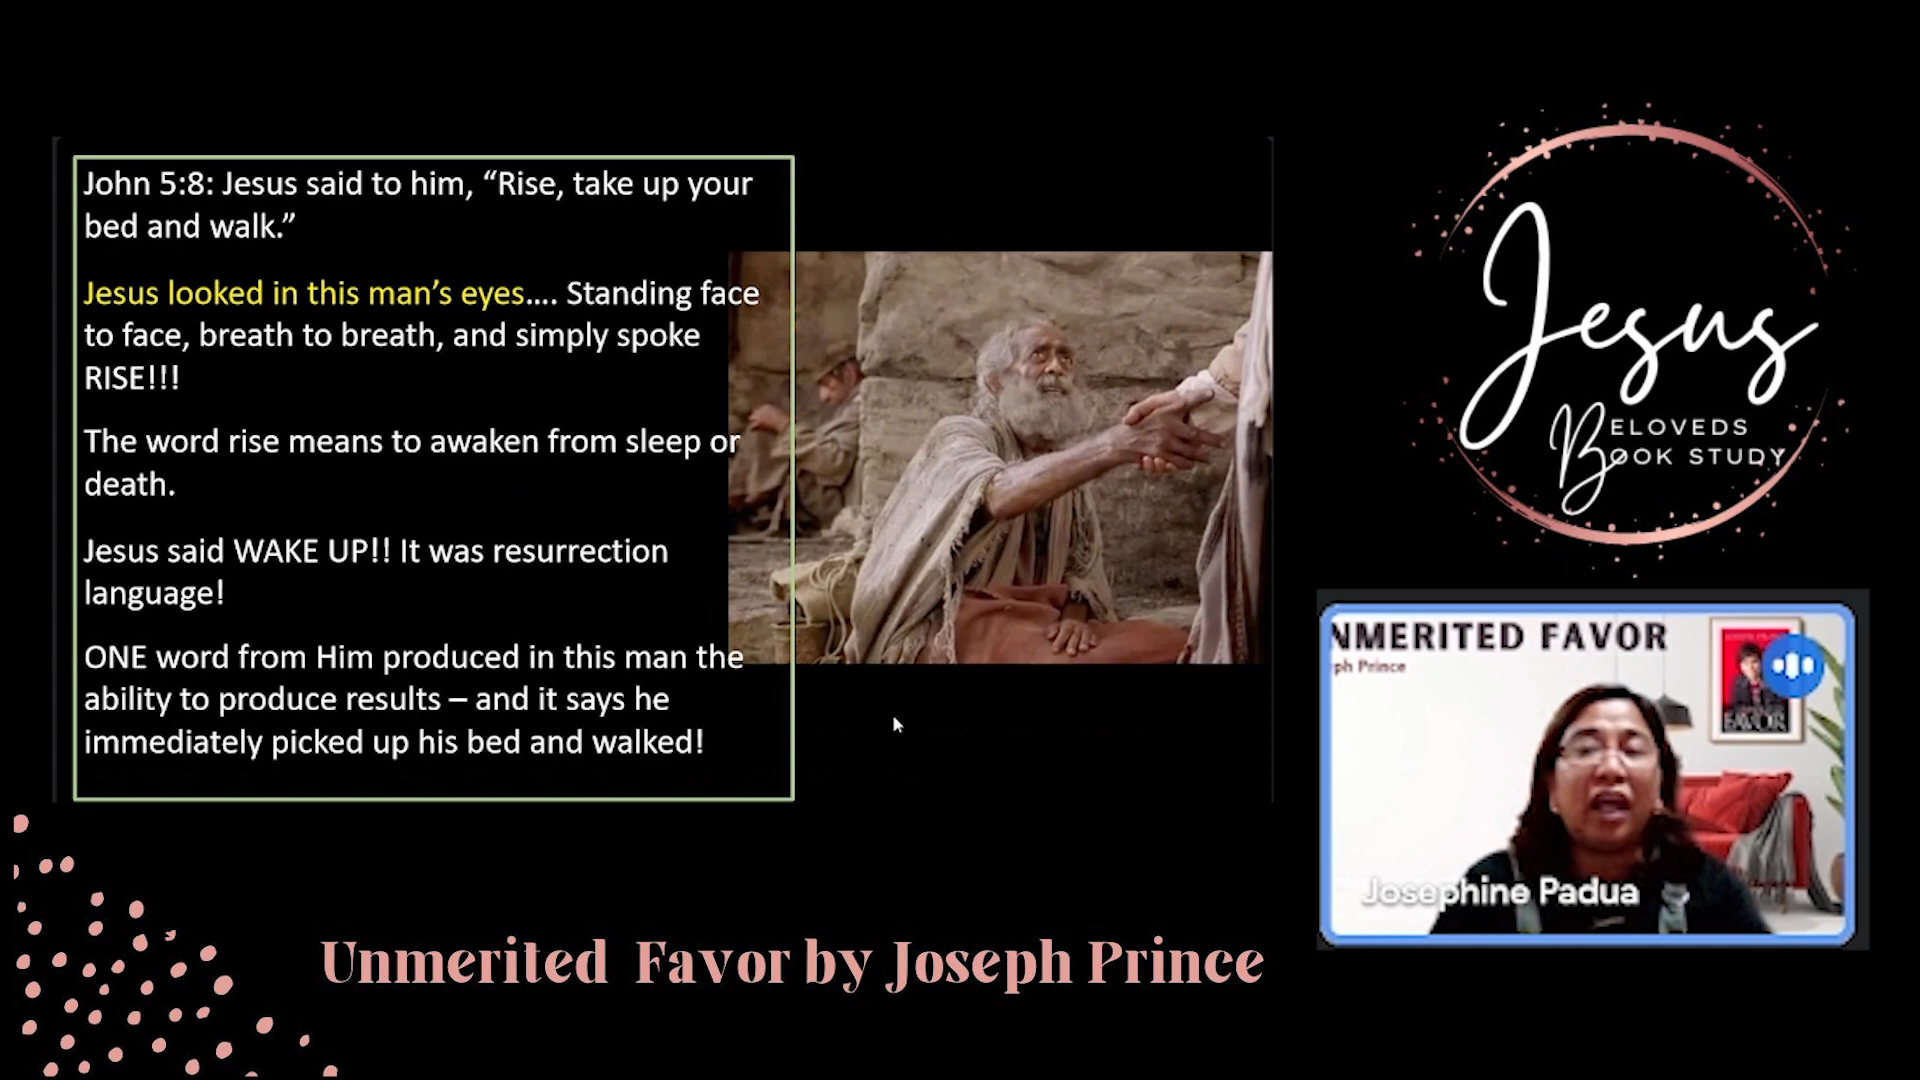 John 5:8: Jesus said to him, “Rise, take up your
bed and walk.”
Jesus looked in this man’s eyes.... Standing face
to face, breath to breath, and simply spoke
RISE!!!
The word rise means to awaken from sleep or
death.
Jesus said WAKE UP!! It was resurrection
language!
ONE word from Him produced in this man the
ability to produce results – and it says he
immediately picked up his bed and walked!
Jesus
BELOVEDS
BOOK STUDY
NMERITED FAVOR
ph Prince
FAVOR
Josephine Padua
Unmerited Favor by Joseph Prince